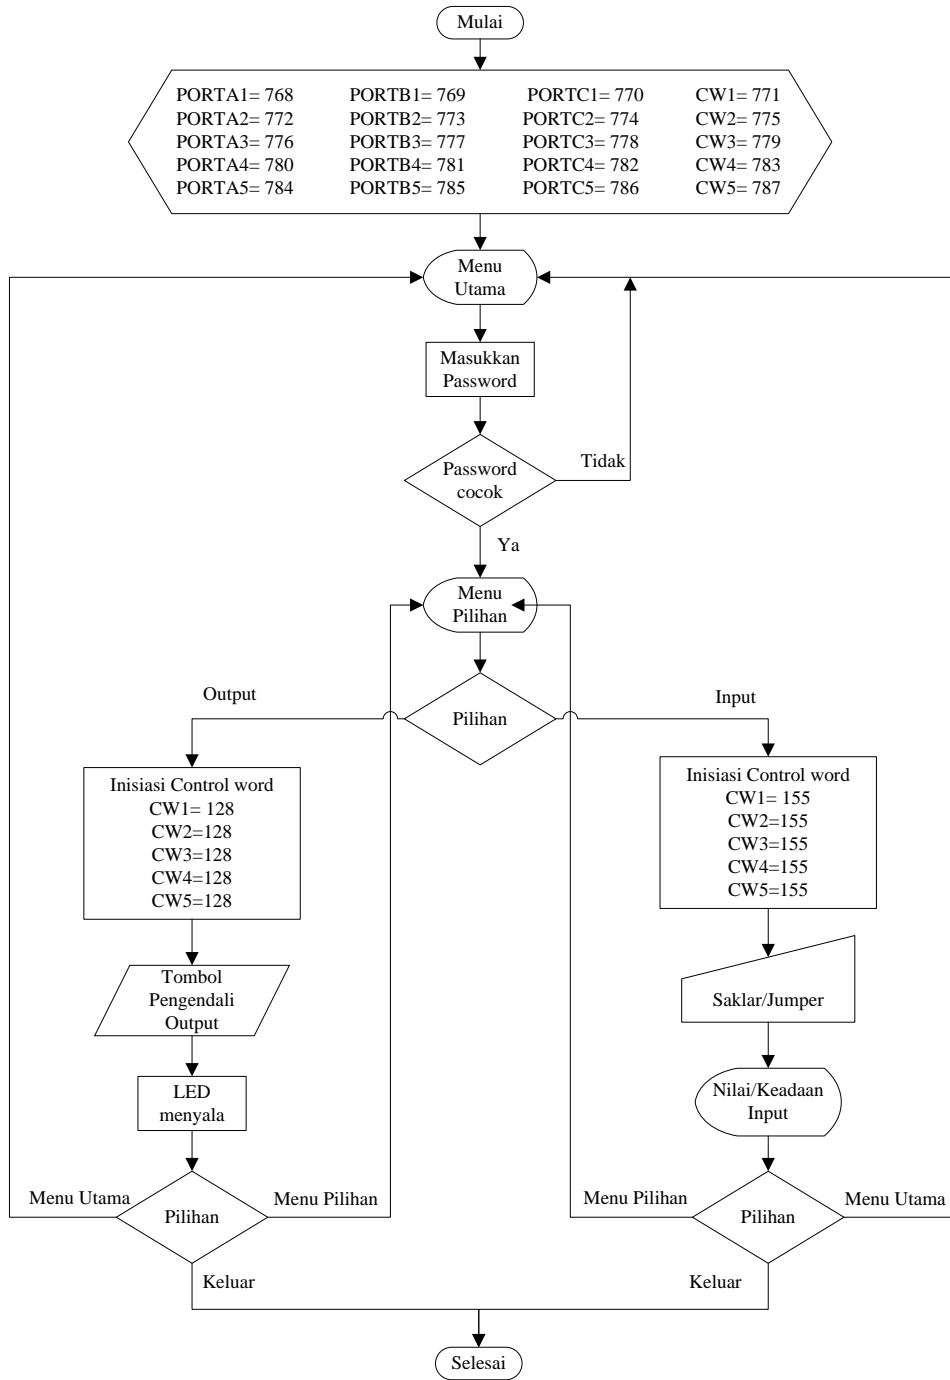 Mulai
PORTA1= 768 PORTB1= 769 PORTC1= 770 CW1= 771
PORTA2= 772 PORTB2= 773 PORTC2= 774 CW2= 775
PORTA3= 776 PORTB3= 777 PORTC3= 778 CW3= 779
PORTA4= 780 PORTB4= 781 PORTC4= 782 CW4= 783
PORTA5= 784 PORTB5= 785 PORTC5= 786 CW5= 787
Menu
Utama
Masukkan
Password
Password
cocok
Tidak
Ya
Menu
Pilihan
Output
Pilihan
Input
Inisiasi Control word
CW1= 128
CW2=128
CW3=128
CW4=128
CW5=128
Inisiasi Control word
CW1= 155
CW2=155
CW3=155
CW4=155
CW5=155
Tombol
Pengendali
Output
Saklar/Jumper
LED
menyala
Nilai/Keadaan
Input
Menu Utama
Pilihan
Menu Pilihan
Menu Pilihan
Pilihan
Menu Utama
Keluar
Keluar
Selesai